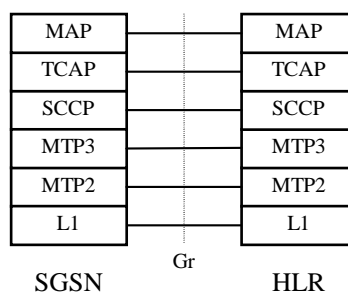 MAP MAP
TCAP TCAP
SCCP SCCP
MTP3 MTP3
MTP2 MTP2
L1 L1
Gr
SGSN HLR